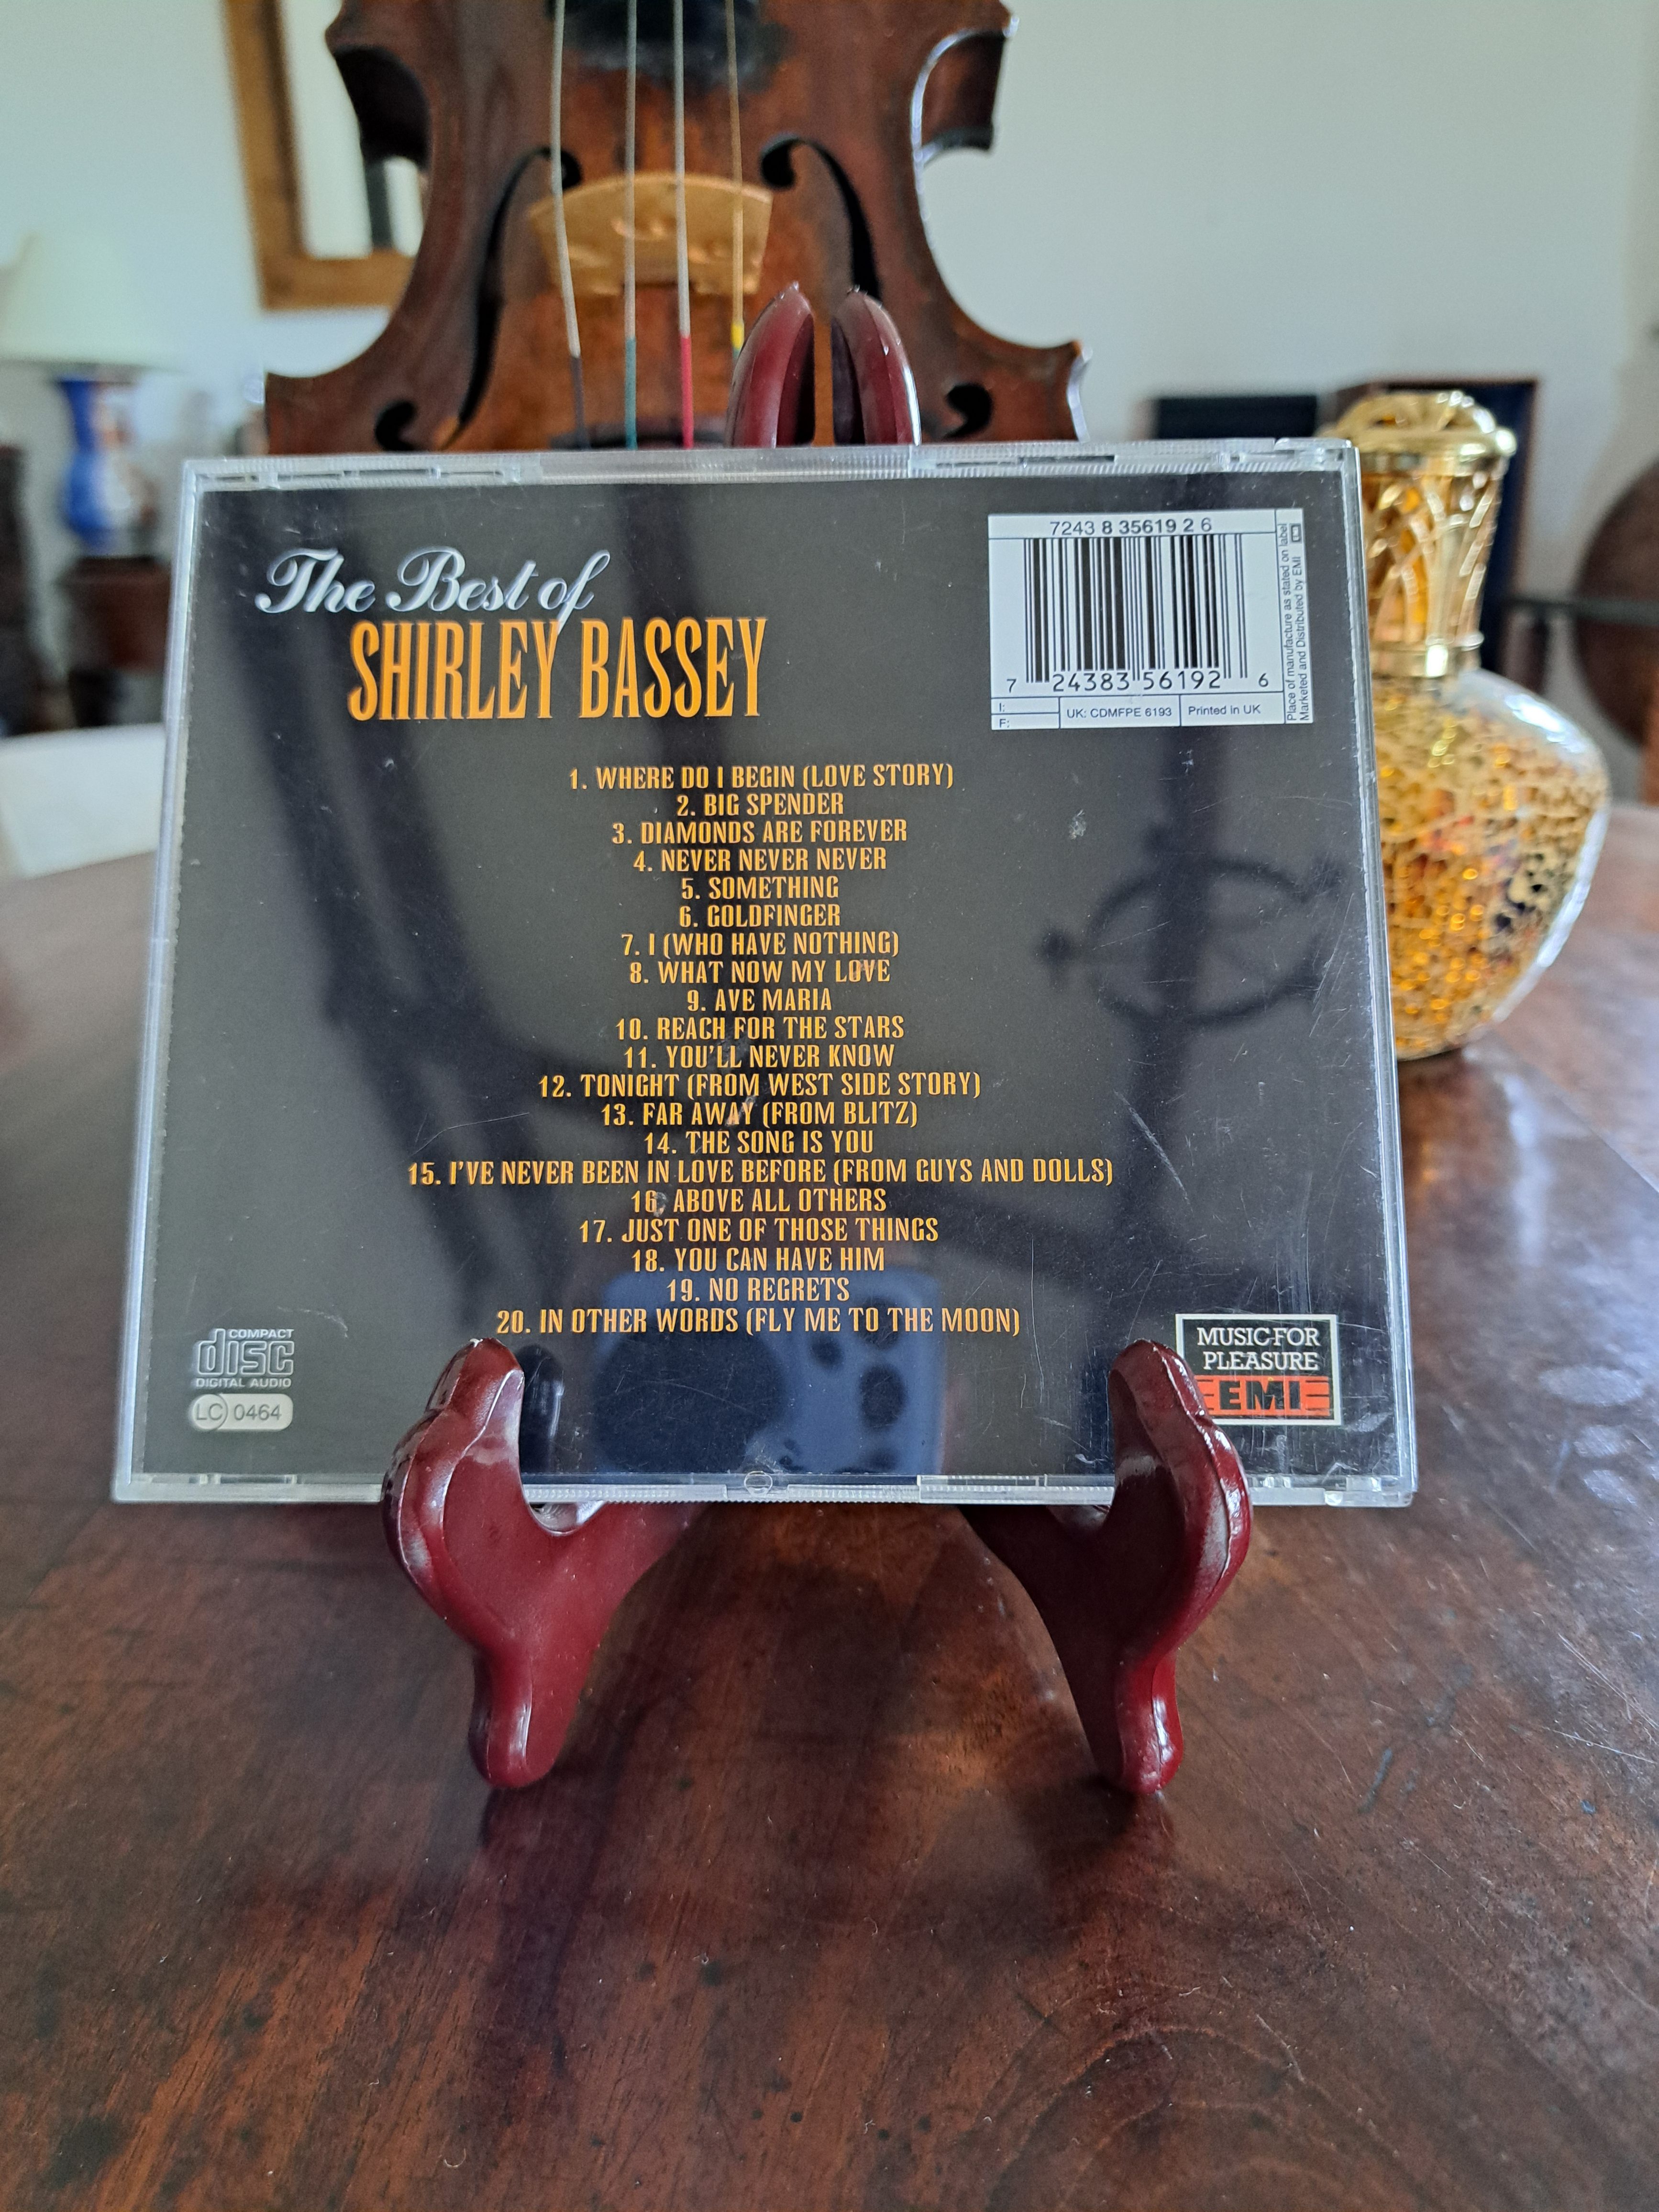 The Best of
SHIRLEY BASSEY
7243 8 35619 2 6
7 24383 56192 6
I:
F:
UK: CDMFPE 6193
Printed in UK
Place of manufacture as stated on label
Marketed and Distributed by EMI
1. WHERE DO I BEGIN (LOVE STORY)
2. BIG SPENDER
3. DIAMONDS ARE FOREVER
4. NEVER NEVER NEVER
5. SOMETHING
6. GOLDFINGER
7. I (WHO HAVE NOTHING)
8. WHAT NOW MY LOVE
9. AVE MARIA
10. REACH FOR THE STARS
11. YOU'LL NEVER KNOW
12. TONIGHT (FROM WEST SIDE STORY)
13. FAR AWAY (FROM BLITZ)
14. THE SONG IS YOU
15. I'VE NEVER BEEN IN LOVE BEFORE (FROM GUYS AND DOLLS)
16. ABOVE ALL OTHERS
17. JUST ONE OF THOSE THINGS
18. YOU CAN HAVE HIM
19. NO REGRETS
20. IN OTHER WORDS (FLY ME TO THE MOON)
COMPACT
disc
DIGITAL AUDIO
LC 0464
MUSIC FOR
PLEASURE
EMI